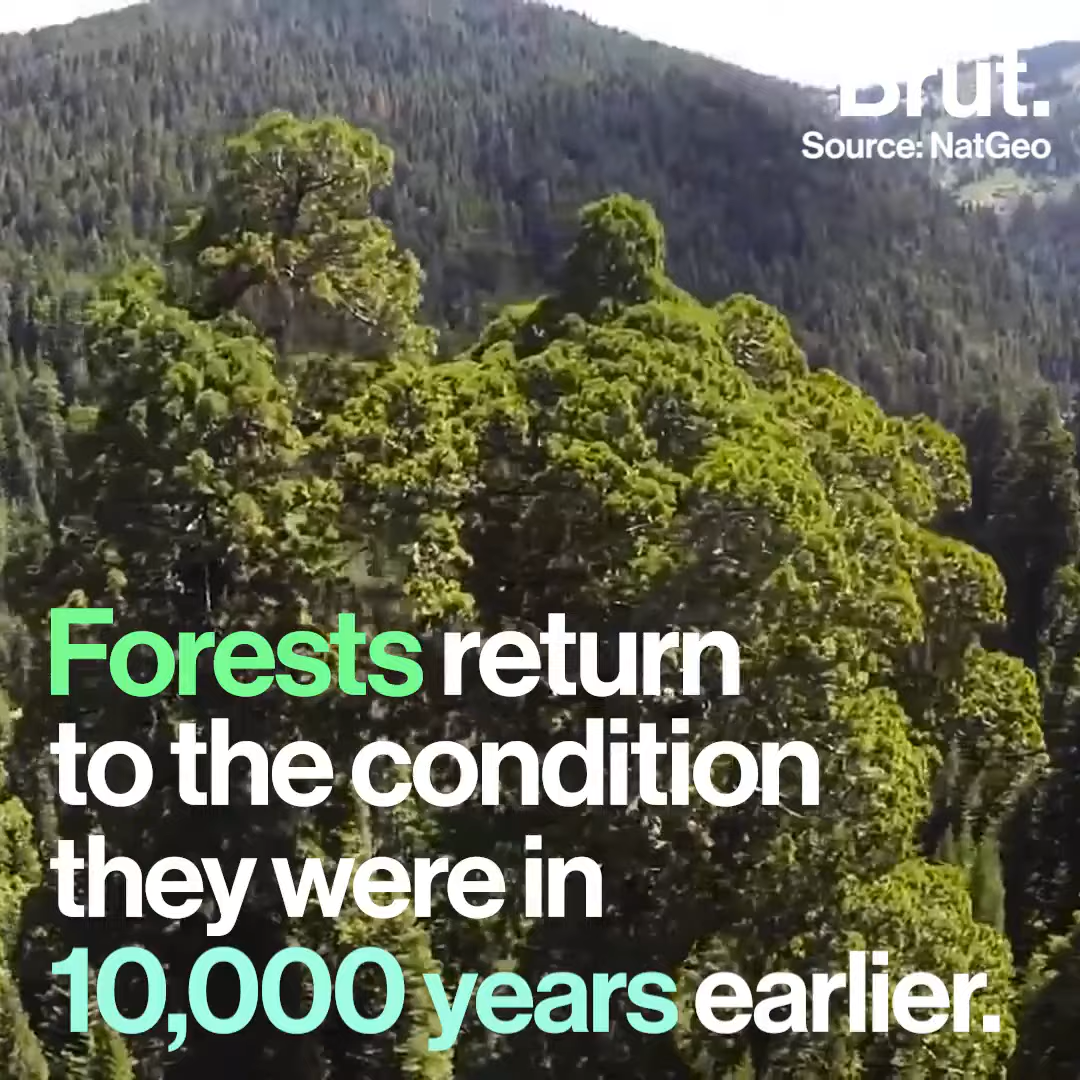 Brut.
Source: NatGeo
Forests return
to the condition
they were in
10,000 years earlier.